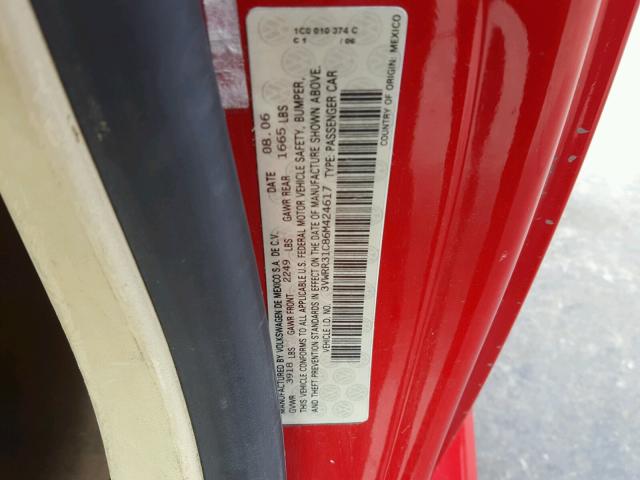 MANUFACTURED BY VOLKSWAGEN DE MEXICO S.A. DE C.V. DATE 08.06
GVWR 3918 LBS GAWR FRONT 2249 LBS GAWR REAR 1665 LBS
THIS VEHICLE CONFORMS TO ALL APPLICABLE U.S. FEDERAL MOTOR VEHICLE SAFETY, BUMPER,
AND THEFT PREVENTION STANDARDS IN EFFECT ON THE DATE OF MANUFACTURE SHOWN ABOVE.
VEHICLE I.D. NO. 3VWRR31C86M424617 TYPE: PASSENGER CAR
COUNTRY OF ORIGIN: MEXICO
1C0 010 374 C